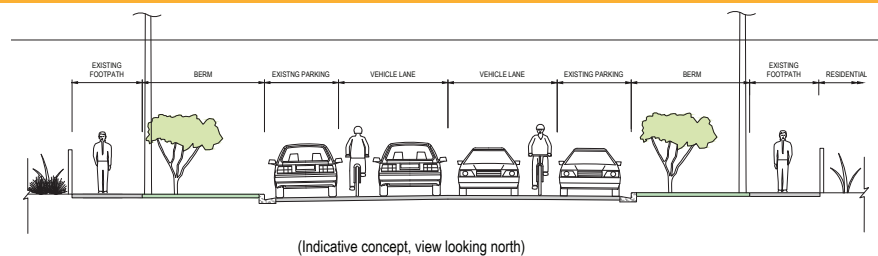 EXISTING
FOOTPATH
BERM
EXISTNG PARKING
VEHICLE LANE
VEHICLE LANE
EXISTING PARKING
BERM
EXISTING
FOOTPATH
RESIDENTIAL
(Indicative concept, view looking north)